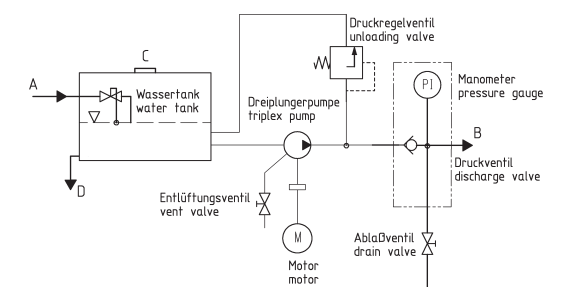 Druckregelventil
unloading valve
C
A
Wassertank
water tank
PI
Manometer
pressure gauge
Dreiplungerpumpe
triplex pump
B
Druckventil
discharge valve
D
Entlüftungsventil
vent valve
M
Ablaßventil
drain valve
Motor
motor